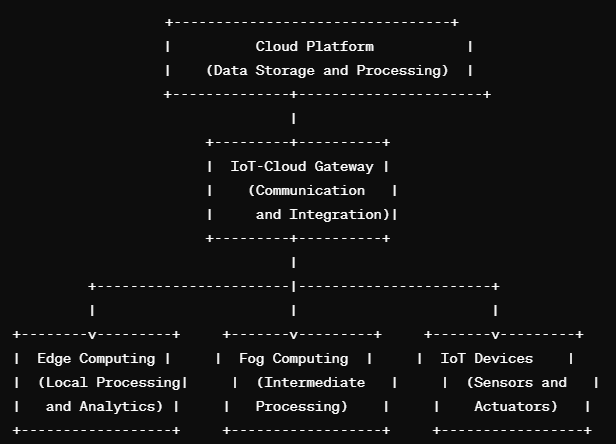 Cloud Platform
(Data Storage and Processing)
IoT-Cloud Gateway
(Communication
and Integration)
Edge Computing
(Local Processing
and Analytics)
Fog Computing
(Intermediate
Processing)
IoT Devices
(Sensors and
Actuators)